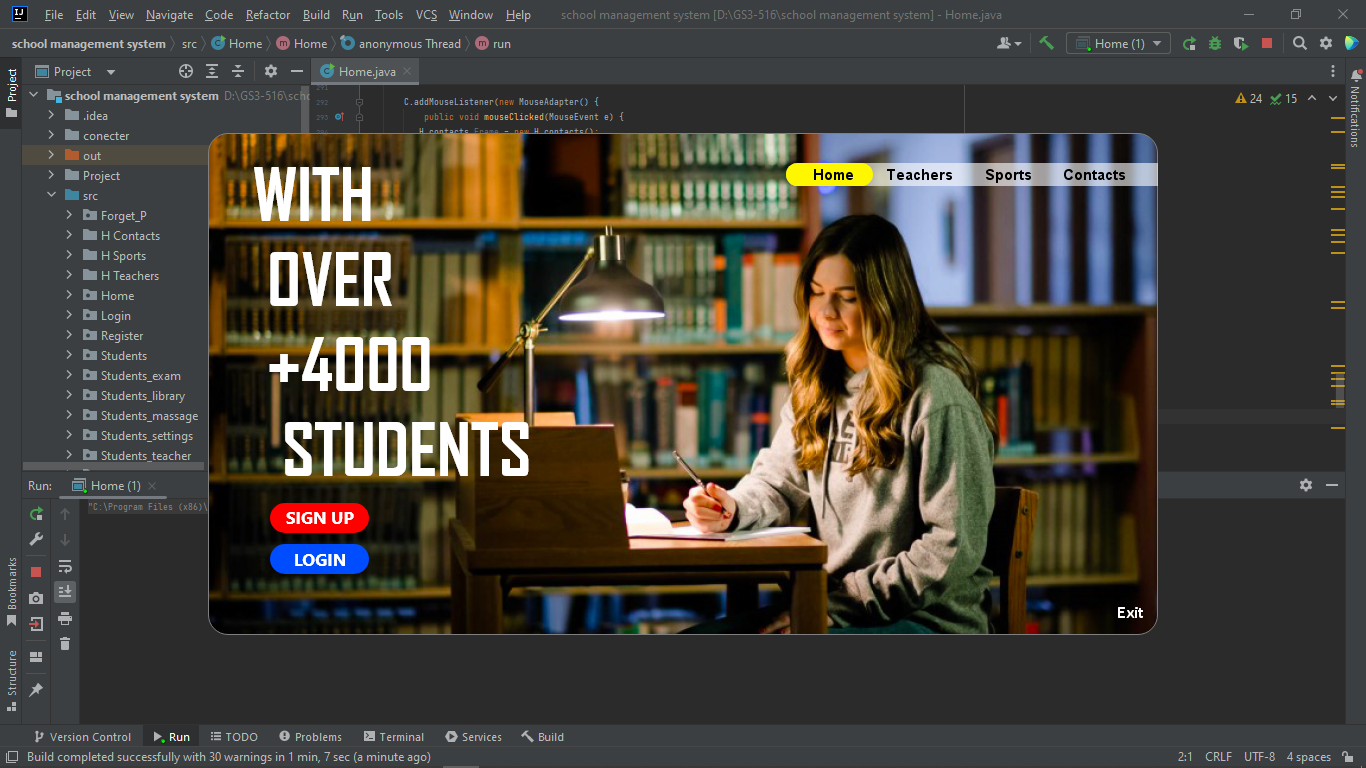 File Edit View Navigate Code Refactor Build Run Tools VCS Window Help school management system [D:\GS3-516\school management system] - Home.java
school management system src Home Home anonymous Thread run Home (1)
Project Home.java
Project
Notifications
school management system D:\GS3-516\scho
24 15
291
292 C.addMouseListener(new MouseAdapter() {
293 public void mouseClicked(MouseEvent e) {
H_contacts Fname = new H_contacts();
.idea
conecter
out
Project
src
Forget_P
H Contacts
H Sports
H Teachers
Home
Login
Register
Students
Students_exam
Students_library
Students_massage
Students_settings
Students_teacher
Home Teachers Sports Contacts
WITH
OVER
+4000
STUDENTS
SIGN UP
LOGIN
Exit
Run: Home (1)
"C:\Program Files (x86)\
Bookmarks
Structure
Version Control Run TODO Problems Terminal Services Build
Build completed successfully with 30 warnings in 1 min, 7 sec (a minute ago) 2:1 CRLF UTF-8 4 spaces